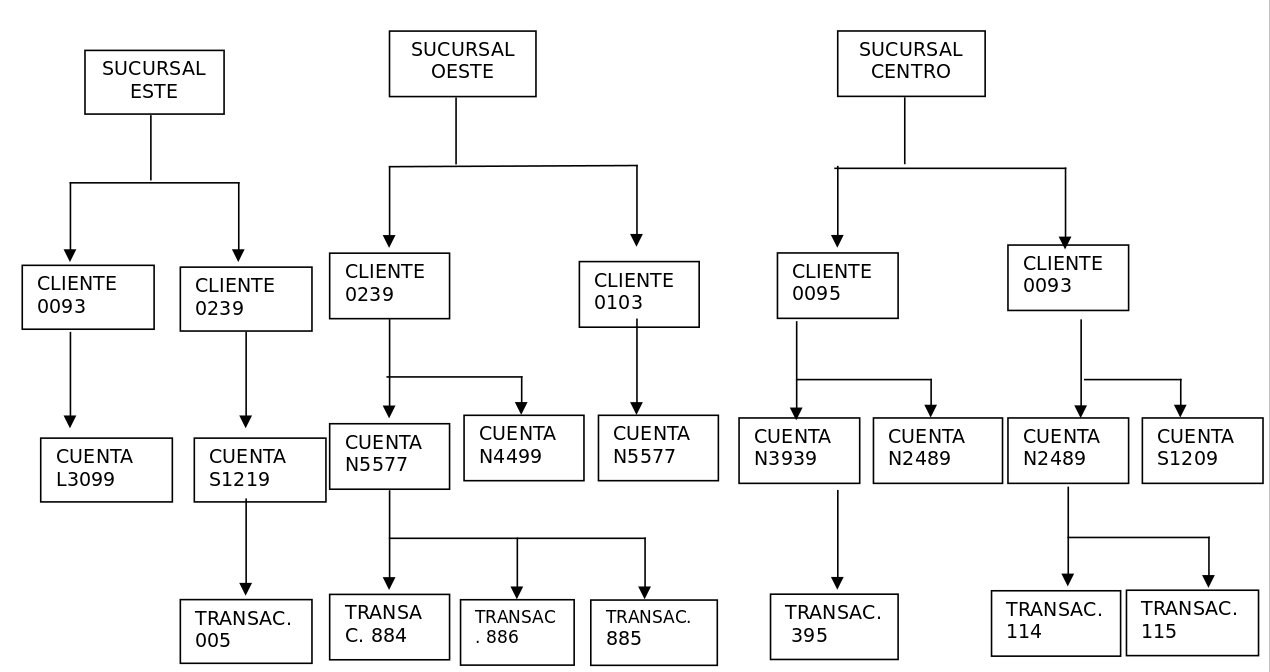 SUCURSAL
ESTE
SUCURSAL
OESTE
SUCURSAL
CENTRO
CLIENTE
0093
CLIENTE
0239
CLIENTE
0239
CLIENTE
0103
CLIENTE
0095
CLIENTE
0093
CUENTA
L3099
CUENTA
S1219
CUENTA
N5577
CUENTA
N4499
CUENTA
N5577
CUENTA
N3939
CUENTA
N2489
CUENTA
N2489
CUENTA
S1209
TRANSAC.
005
TRANSA
C. 884
TRANSAC
. 886
TRANSAC.
885
TRANSAC.
395
TRANSAC.
114
TRANSAC.
115